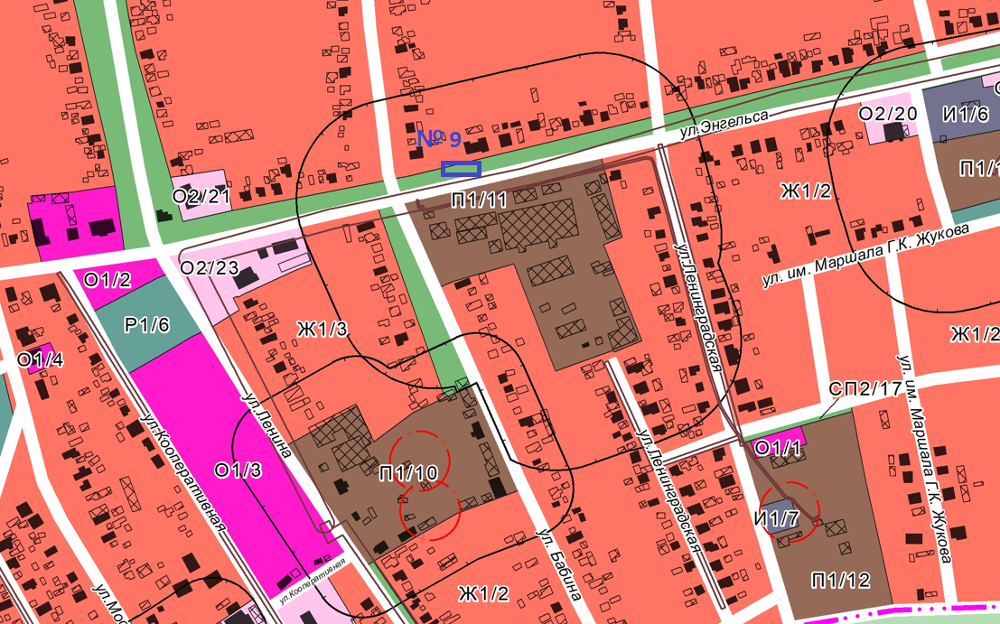 ул.Энгельса
О2/20
И1/6
№ 9
П1/1
О2/21
П1/11
Ж1/2
ул. им. Маршала Г.К. Жукова
О2/23
О1/2
ул.Ленинградская
Р1/6
Ж1/3
Ж1/2
О1/4
ул. им. Маршала Г.К. Жукова
СП2/17
ул.Ленина
ул.Кооперативная
О1/1
ул.Ленинградская
О1/3
П1/10
И1/7
ул. Бабина
П1/12
ул.Кооперативная
Ж1/2
ул.Мос